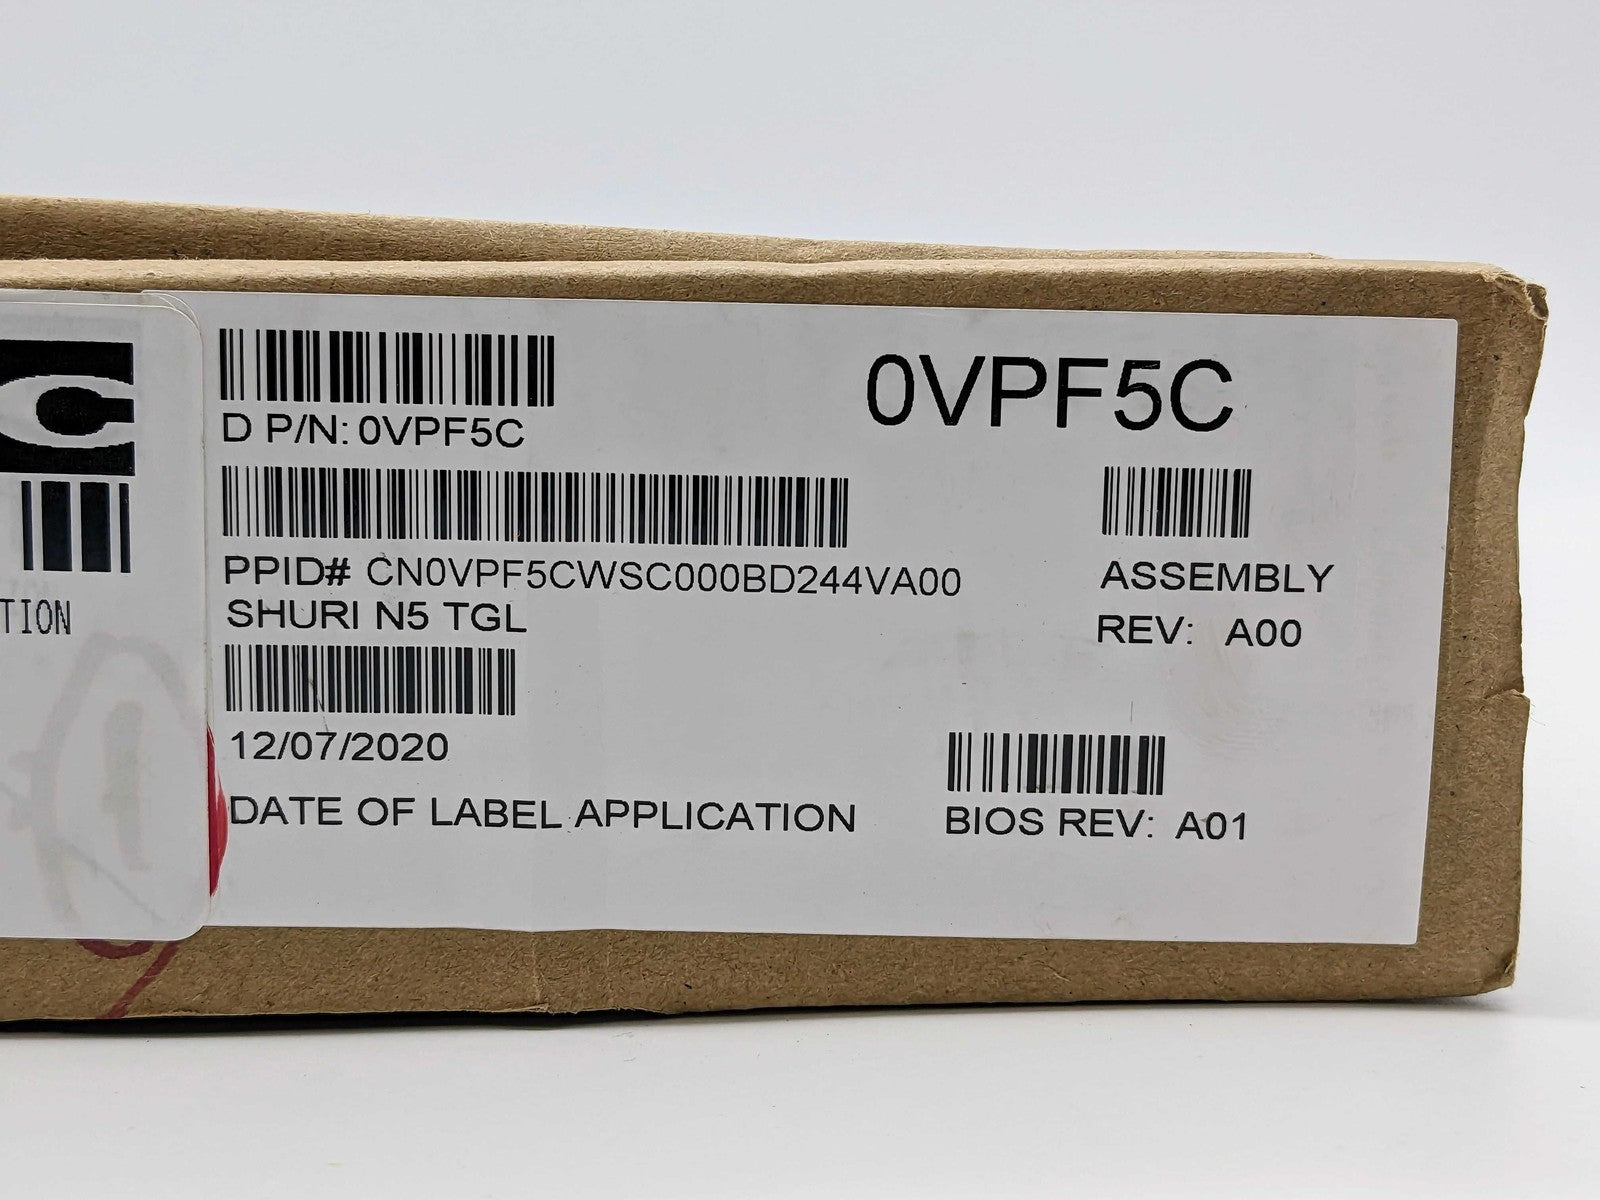 0VPF5C
D P/N: 0VPF5C
PPID# CN0VPF5CWSC000BD244VA00
SHURI N5 TGL
ASSEMBLY
REV: A00
12/07/2020
DATE OF LABEL APPLICATION
BIOS REV: A01
TION